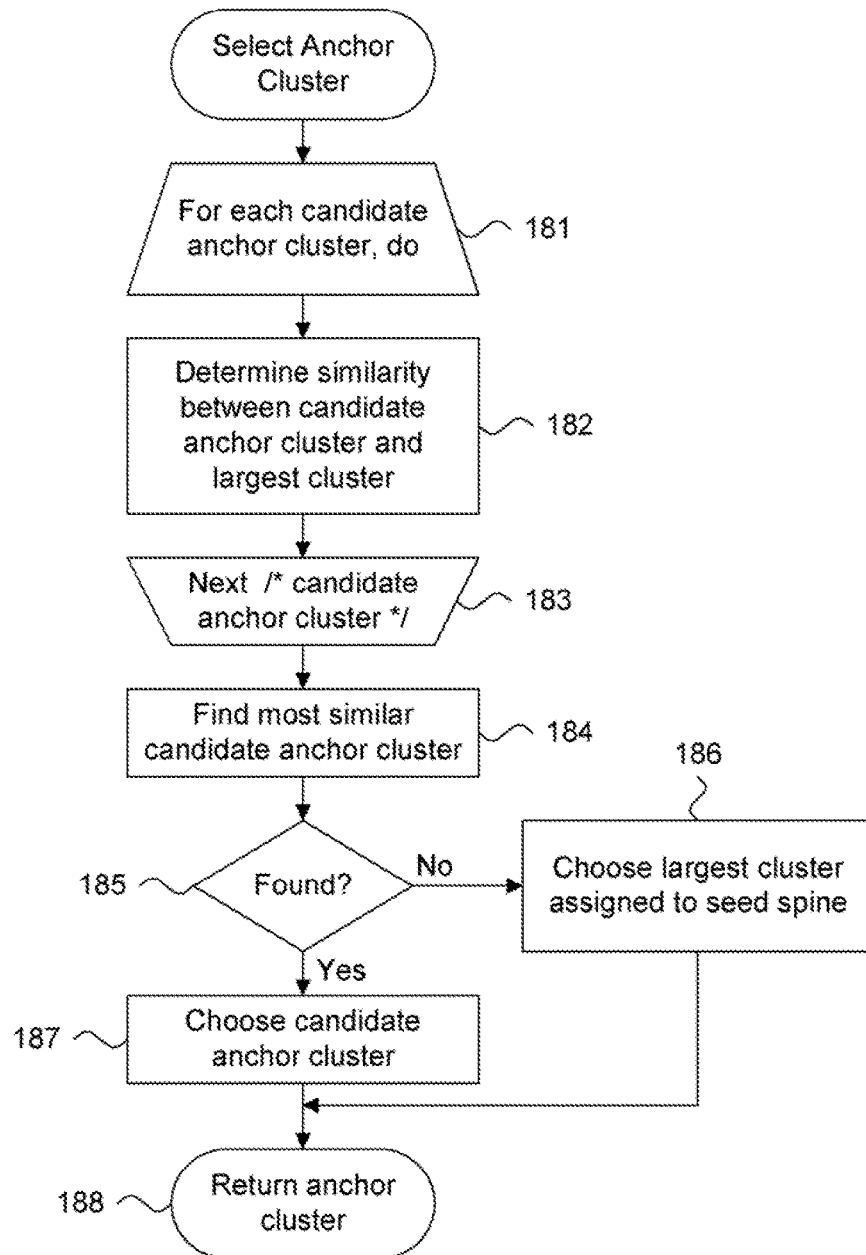 Select Anchor
Cluster
For each candidate
anchor cluster, do
181
Determine similarity
between candidate
anchor cluster and
largest cluster
182
Next /* candidate
anchor cluster */
183
Find most similar
candidate anchor cluster
184
186
185
Found?
No
Choose largest cluster
assigned to seed spine
Yes
187
Choose candidate
anchor cluster
188
Return anchor
cluster